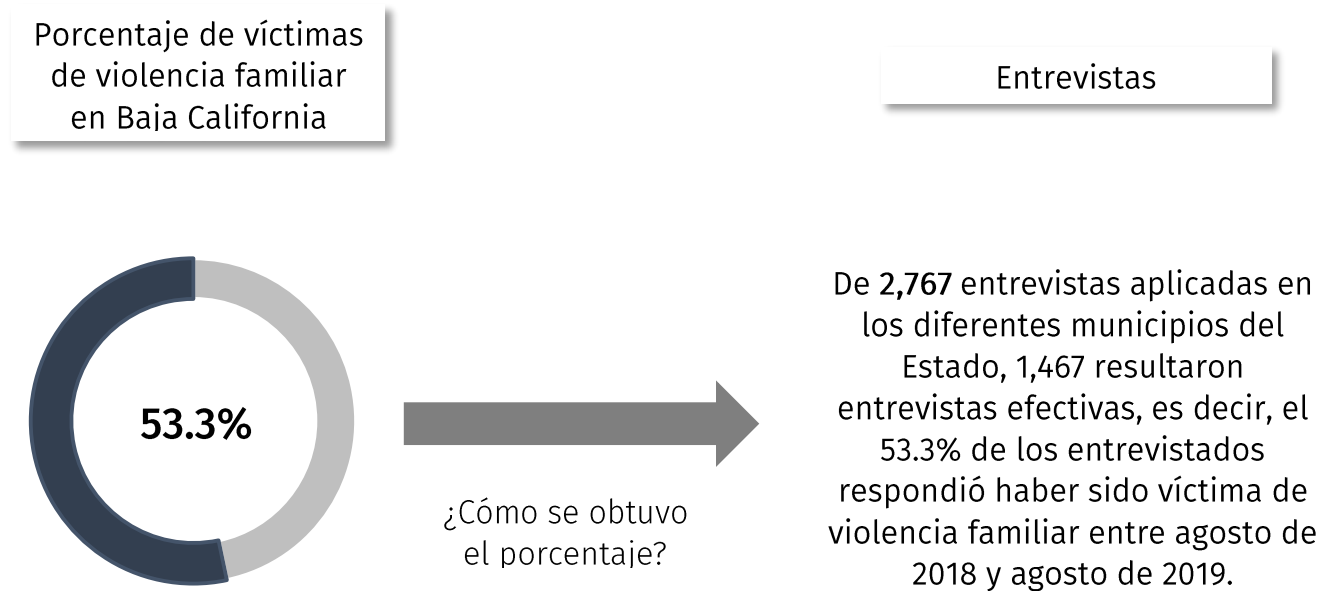 Porcentaje de víctimas
de violencia familiar
en Baja California
Entrevistas
53.3%
¿Cómo se obtuvo
el porcentaje?
De 2,767 entrevistas aplicadas en
los diferentes municipios del
Estado, 1,467 resultaron
entrevistas efectivas, es decir, el
53.3% de los entrevistados
respondió haber sido víctima de
violencia familiar entre agosto de
2018 y agosto de 2019.